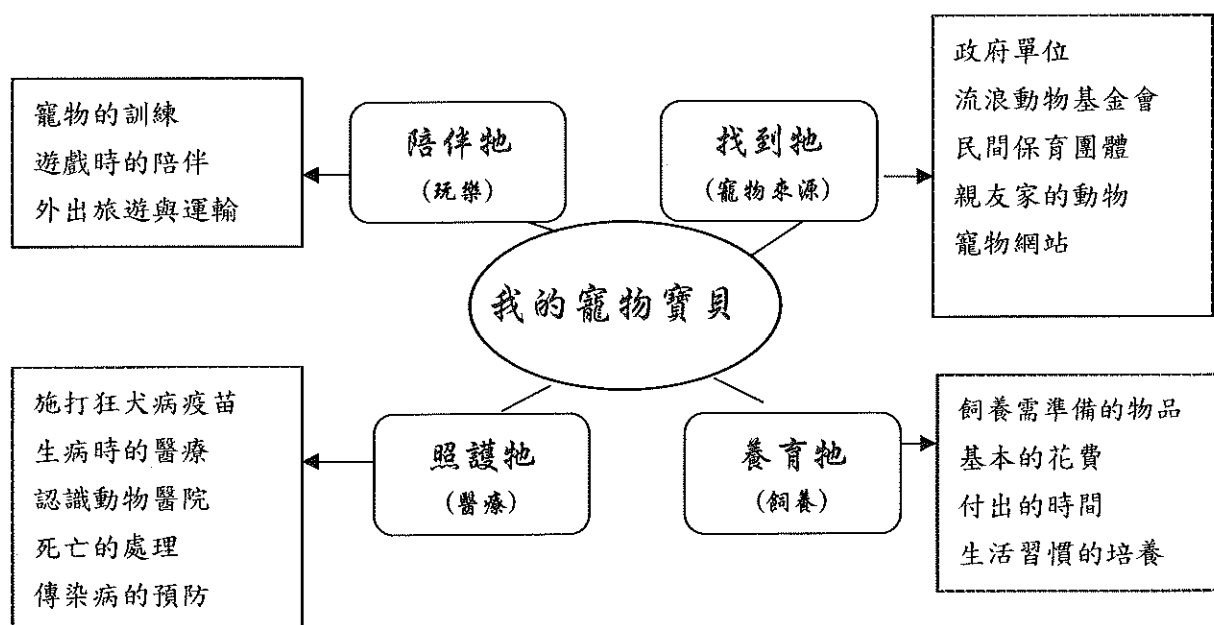 寵物的訓練
遊戲時的陪伴
外出旅遊與運輸
陪伴牠
(玩樂)
找到牠
(寵物來源)
政府單位
流浪動物基金會
民間保育團體
親友家的動物
寵物網站
我的寵物寶貝
施打狂犬病疫苗
生病時的醫療
認識動物醫院
死亡的處理
傳染病的預防
照護牠
(醫療)
養育牠
(飼養)
飼養需準備的物品
基本的花費
付出的時間
生活習慣的培養